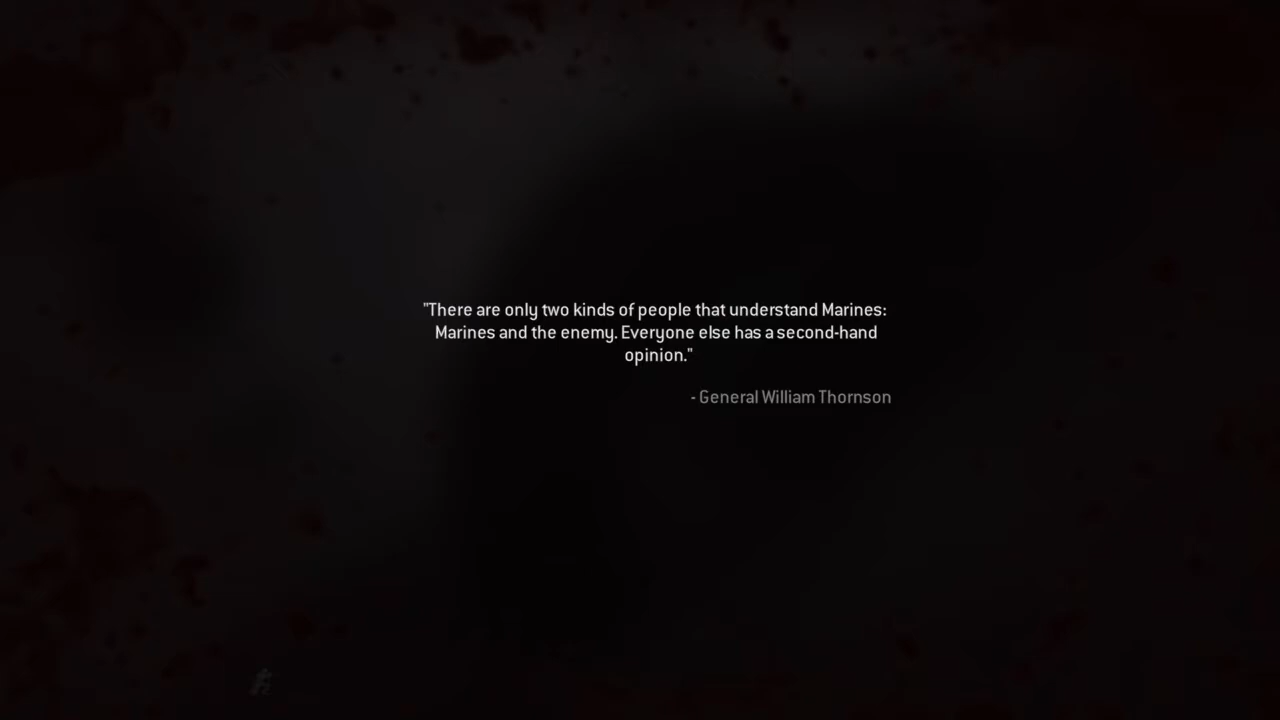 "There are only two kinds of people that understand Marines:
Marines and the enemy. Everyone else has a second-hand
opinion."
- General William Thornson